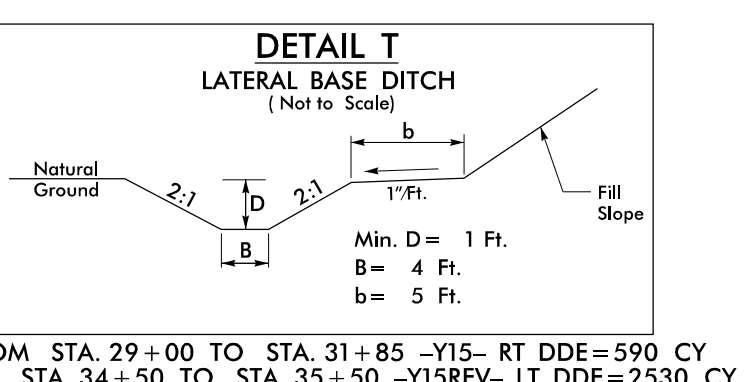 DETAIL T
LATERAL BASE DITCH
( Not to Scale)
b
Natural
Ground
2:1
D
2:1
1"/Ft.
Fill
Slope
B
Min. D = 1 Ft.
B = 4 Ft.
b = 5 Ft.
STA. 29+00 TO STA. 31+85 -Y15- RT DDE=590 CY
STA. 34+50 TO STA. 35+50 -Y15REV- LT DDE=2530 CY